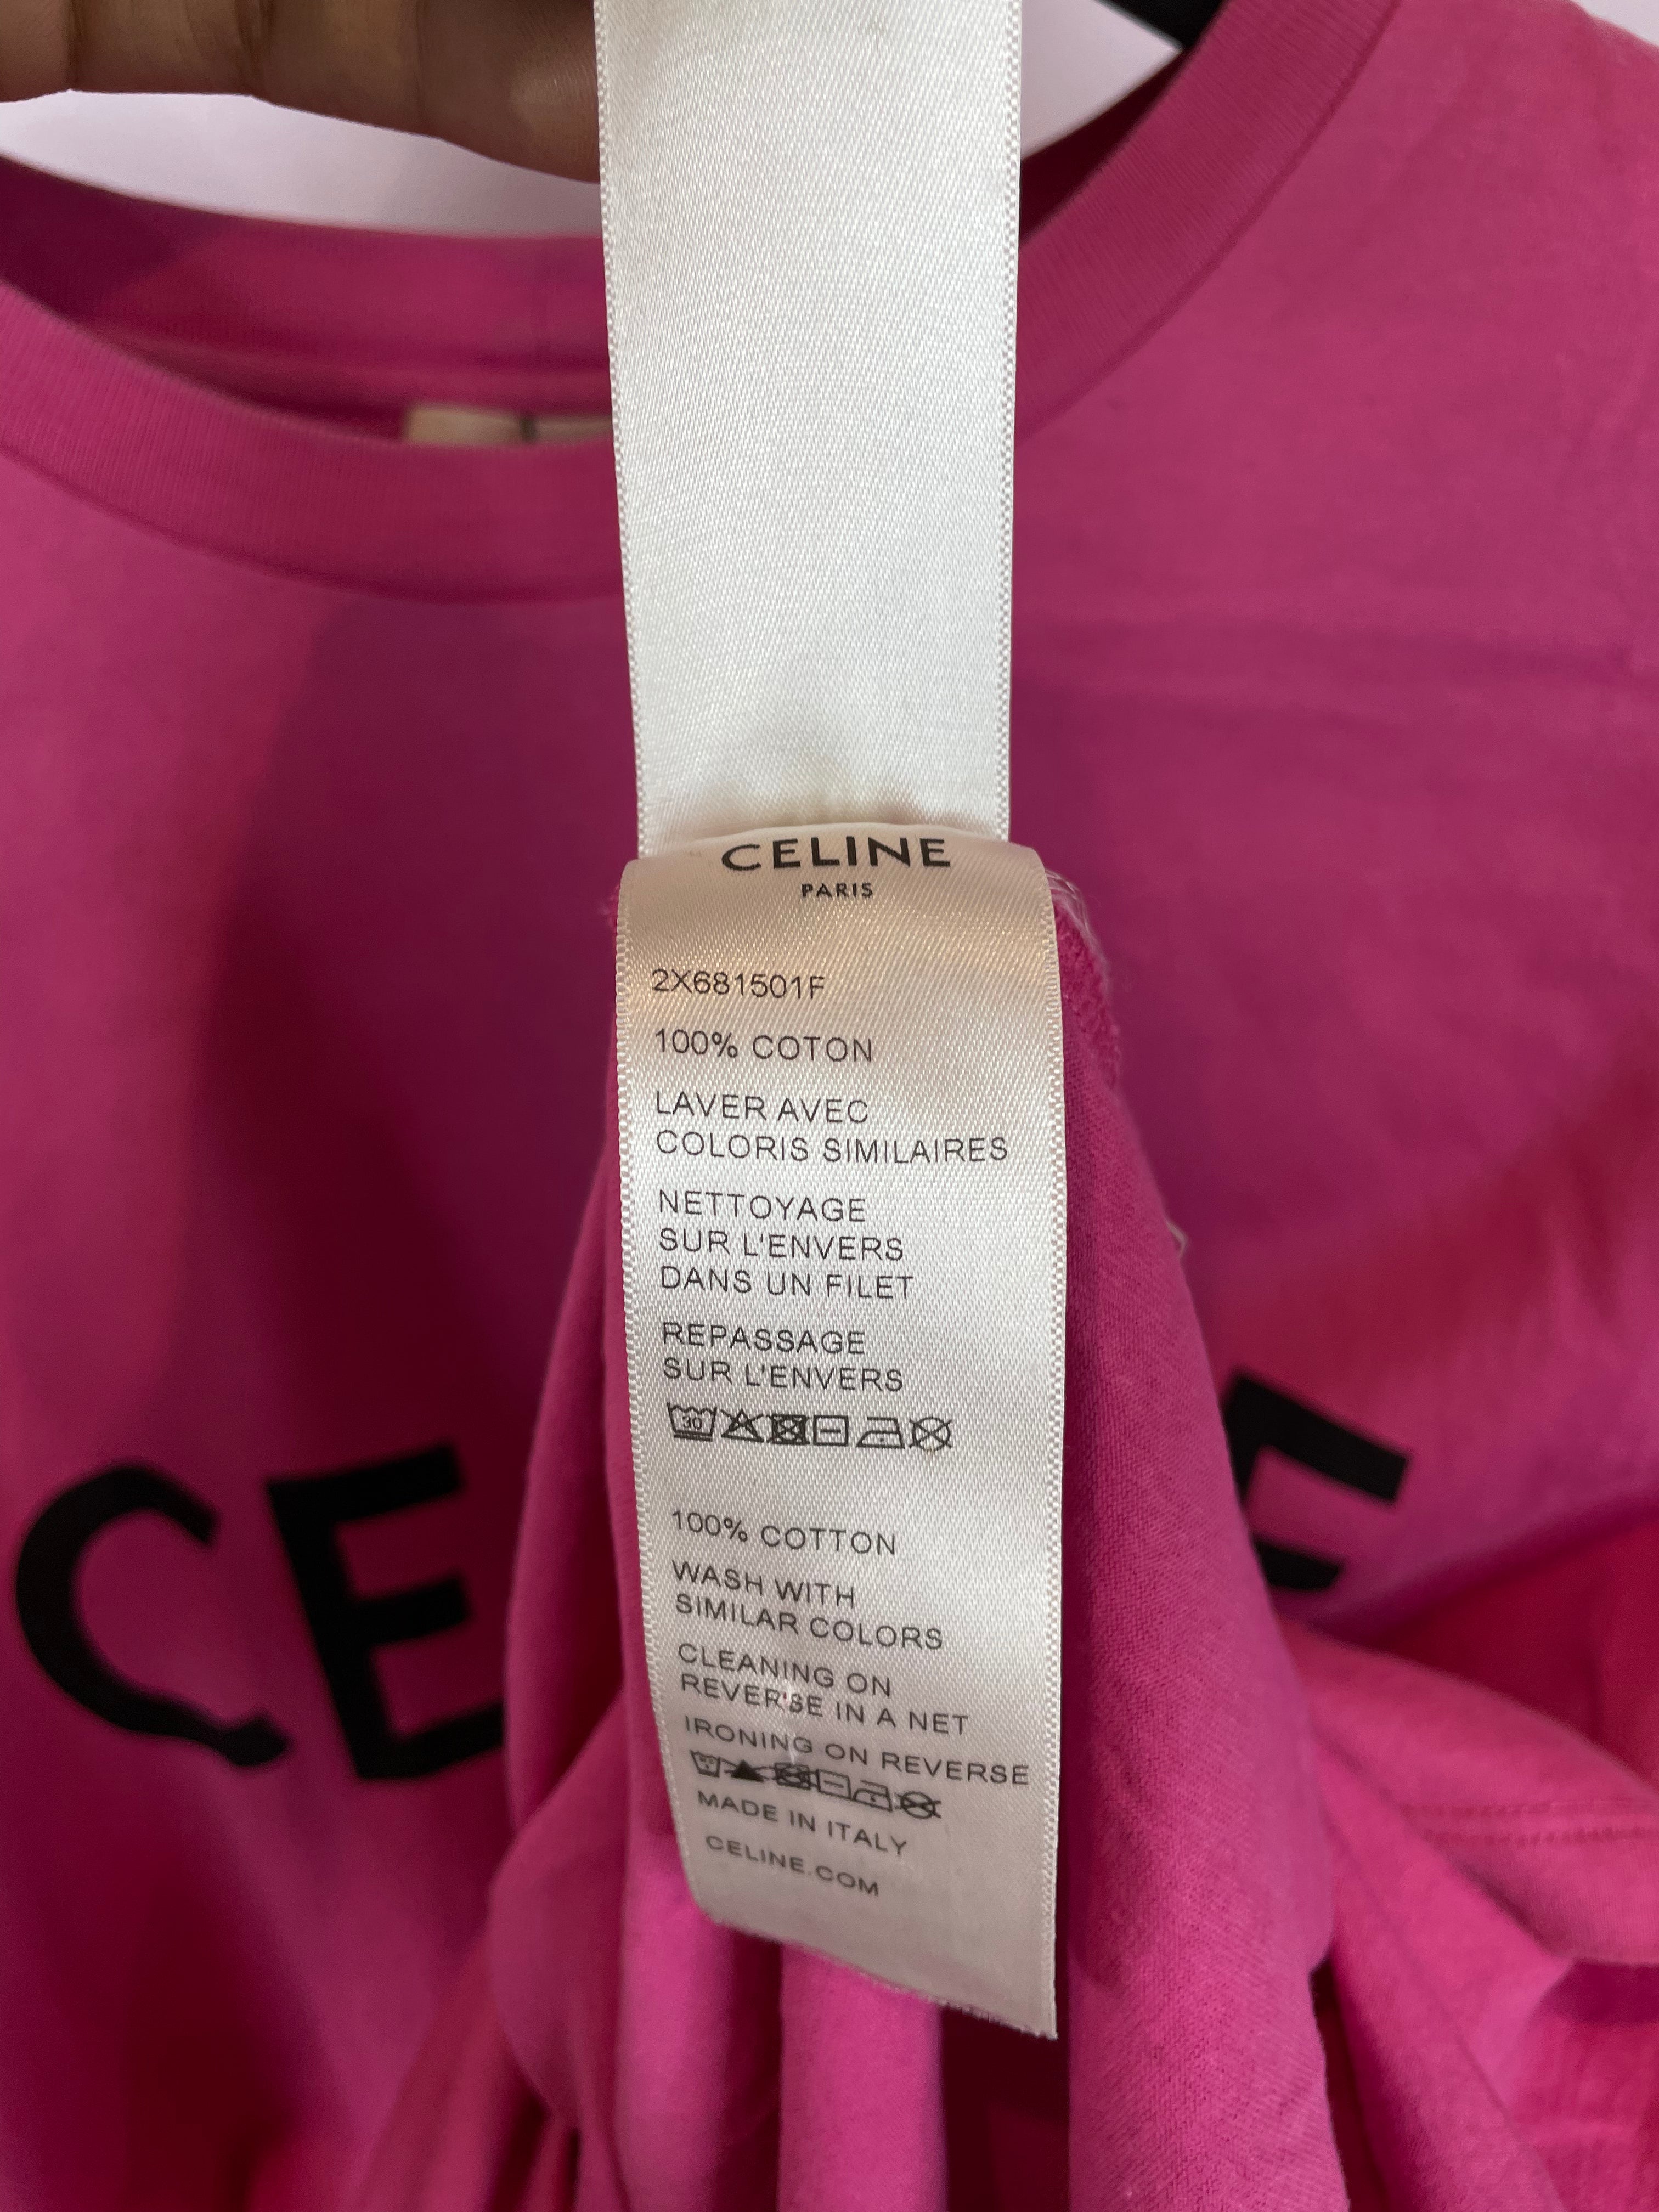 CELINE
PARIS
2X681501F
100% COTON
LAVER AVEC
COLORIS SIMILAIRES
NETTOYAGE
SUR L'ENVERS
DANS UN FILET
REPASSAGE
SUR L'ENVERS
30
100% COTTON
WASH WITH
SIMILAR COLORS
CLEANING ON
REVERSE IN A NET
IRONING ON REVERSE
MADE IN ITALY
CELINE.COM
CE E